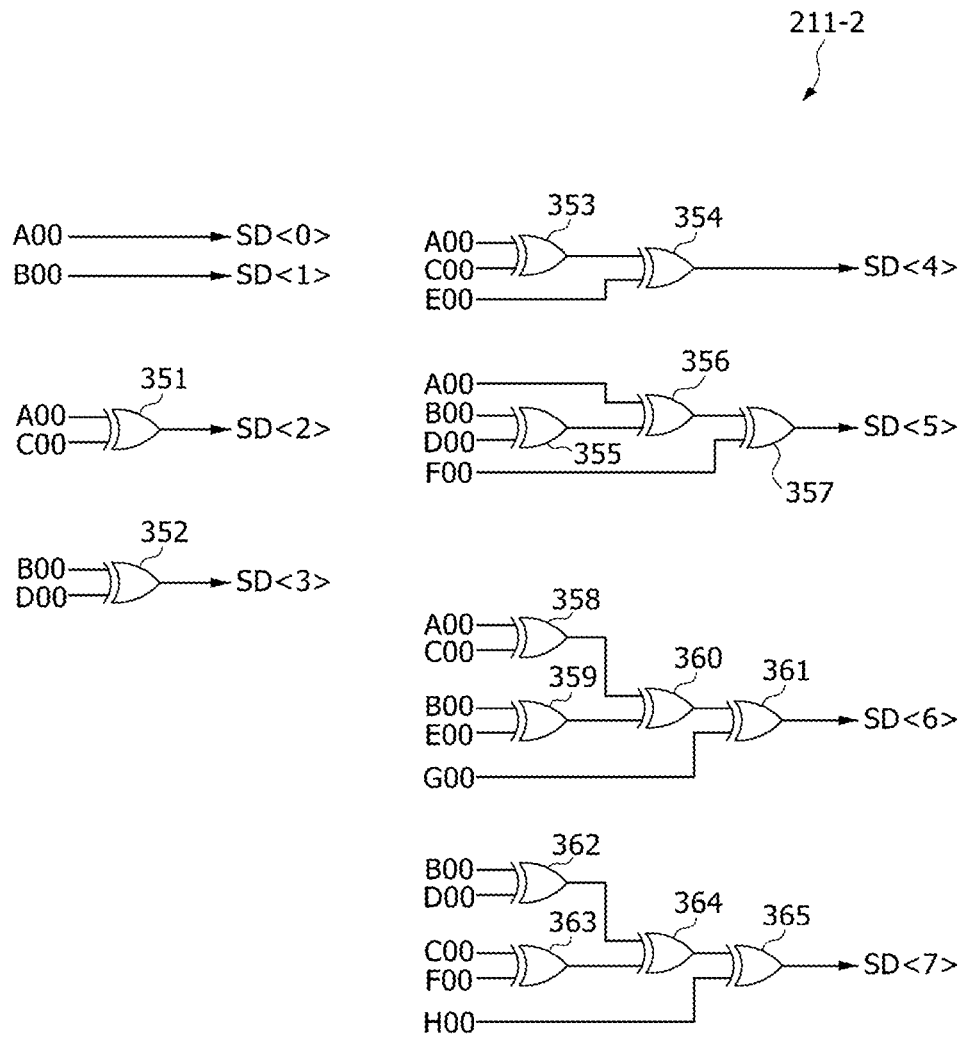 211-2
A00
SD<0>
B00
SD<1>
351
A00
C00
SD<2>
352
B00
D00
SD<3>
353
354
A00
C00
E00
SD<4>
356
A00
B00
D00
355
F00
SD<5>
357
358
A00
C00
359
360
361
B00
E00
SD<6>
G00
362
B00
D00
363
364
365
C00
F00
SD<7>
H00